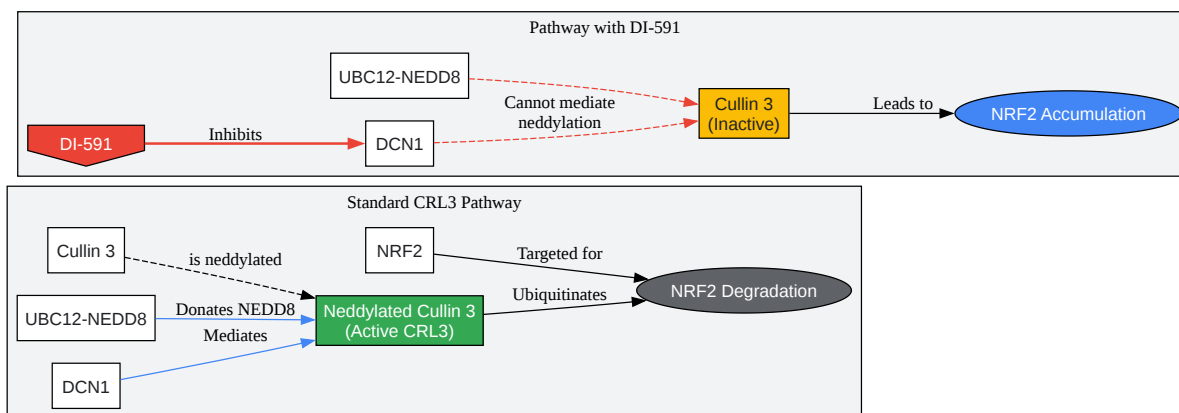 Pathway with DI-591
UBC12-NEDD8
Cannot mediate
neddylation
Cullin 3
(Inactive)
Leads to
NRF2 Accumulation
DI-591
Inhibits
DCN1
Standard CRL3 Pathway
Cullin 3
is neddylated
NRF2
Targeted for
NRF2 Degradation
UBC12-NEDD8
Donates NEDD8
Neddylated Cullin 3
(Active CRL3)
Ubiquitinates
Mediates
DCN1